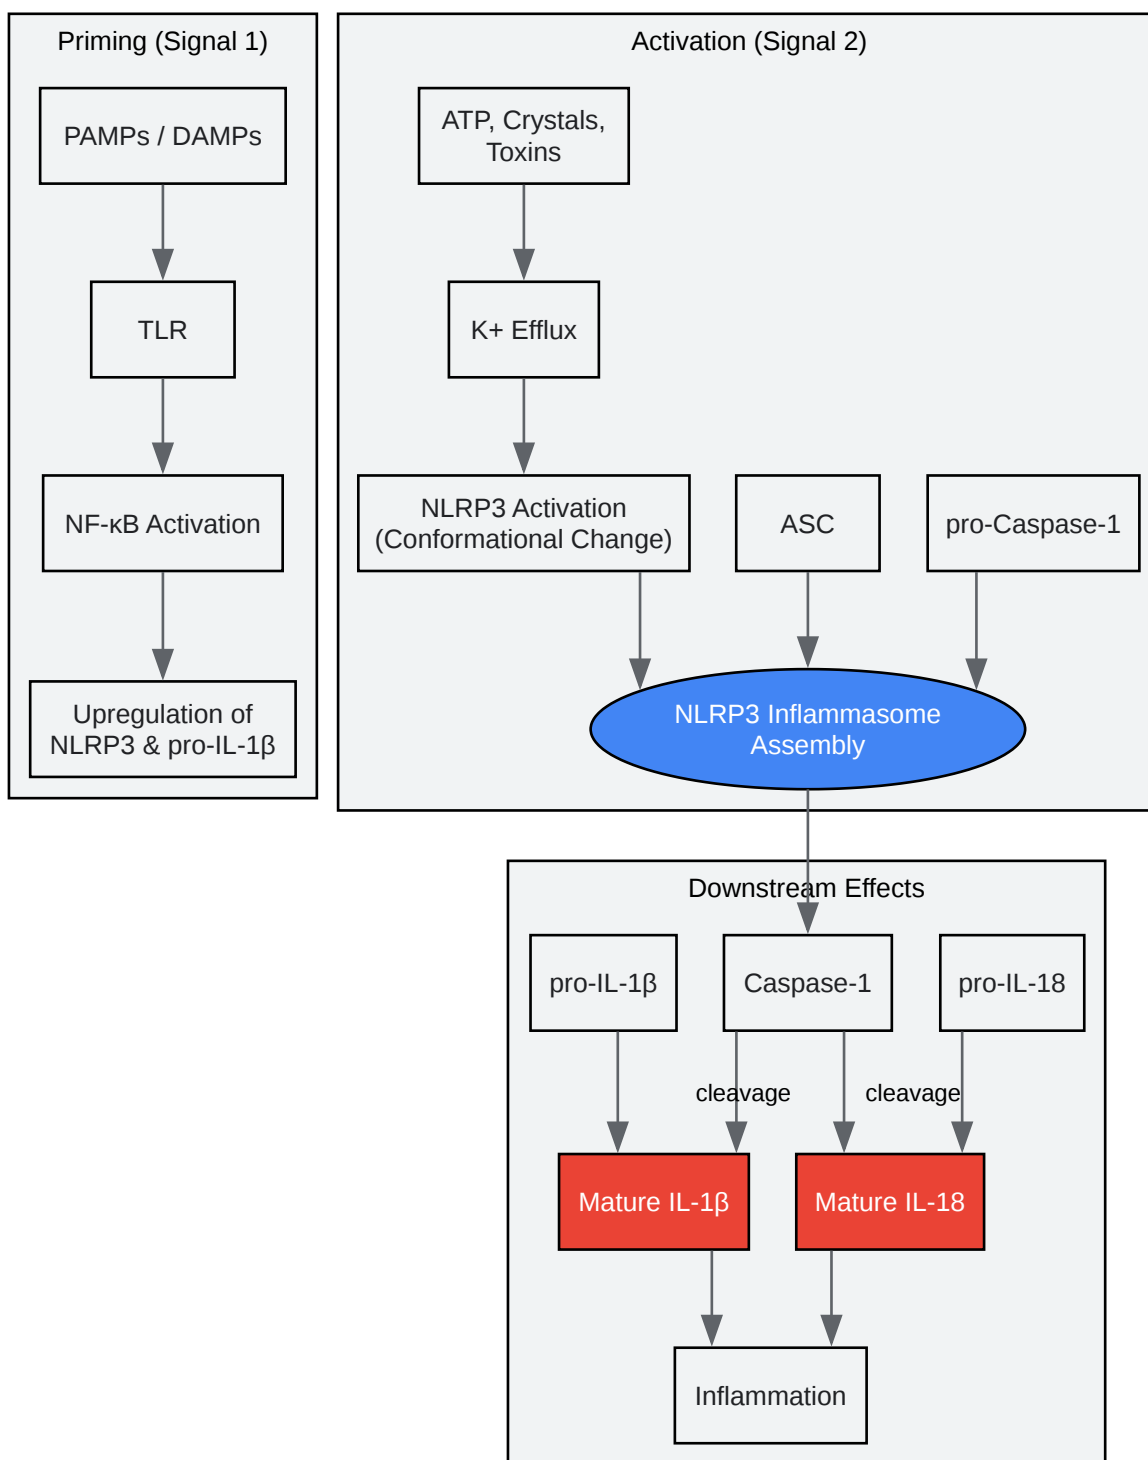 Priming (Signal 1)
PAMPs / DAMPs
TLR
NF-κB Activation
Upregulation of
NLRP3 & pro-IL-1β
Activation (Signal 2)
ATP, Crystals,
Toxins
K+ Efflux
NLRP3 Activation
(Conformational Change)
ASC
pro-Caspase-1
NLRP3 Inflammasome
Assembly
Downstream Effects
pro-IL-1β
Caspase-1
pro-IL-18
cleavage
cleavage
Mature IL-1β
Mature IL-18
Inflammation